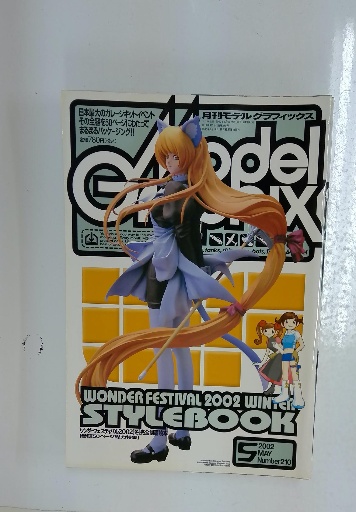 日本最大のガレージキットイベント
その全貌を50ページにわたって
まるまるパッケージング!!
月刊モデルグラフィックス
Model
Graphix
WONDER FESTIVAL 2002 WINTER
STYLEBOOK
5
2002
MAY
Number210